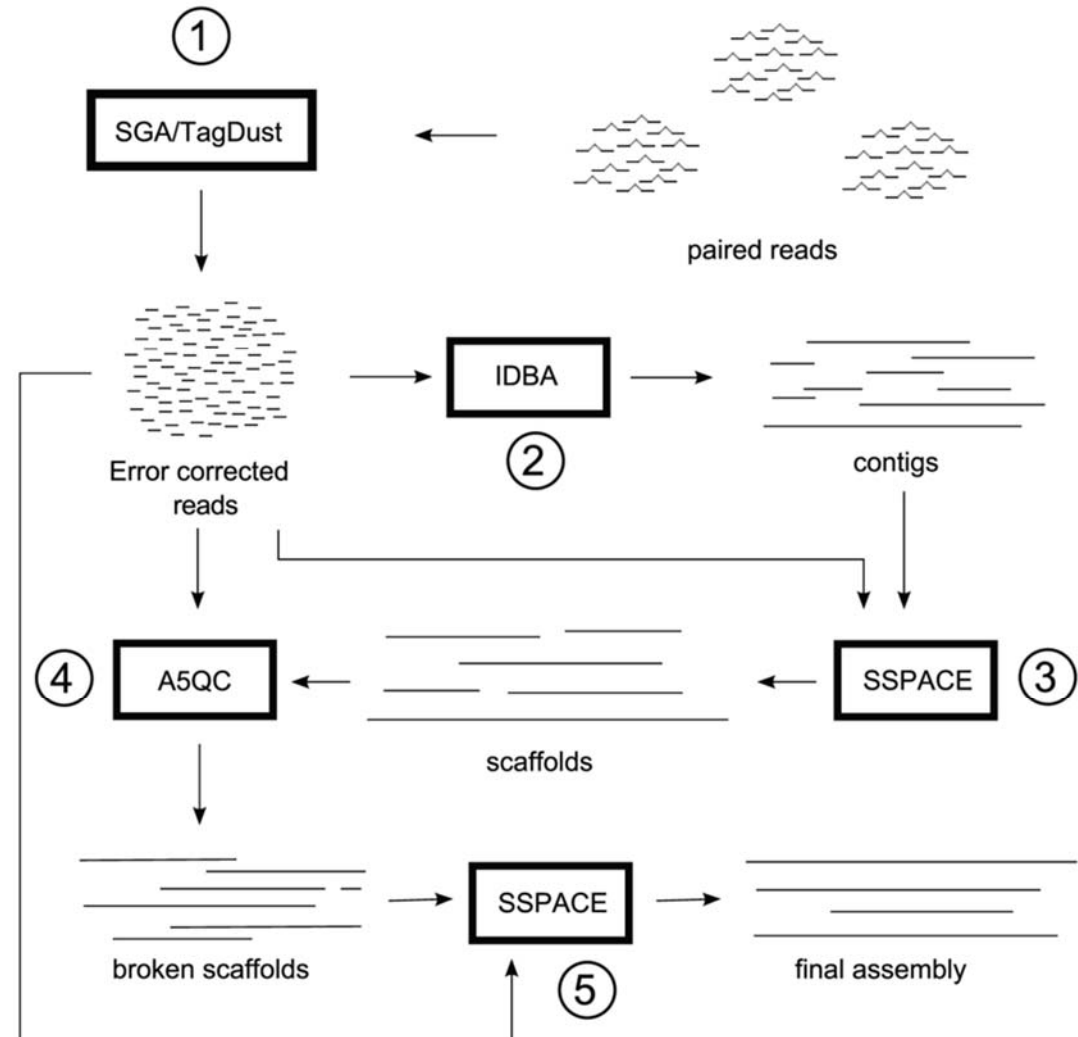 1
SGA/TagDust
paired reads
IDBA
2
Error corrected
reads
contigs
4
A5QC
scaffolds
SSPACE
3
broken scaffolds
SSPACE
5
final assembly